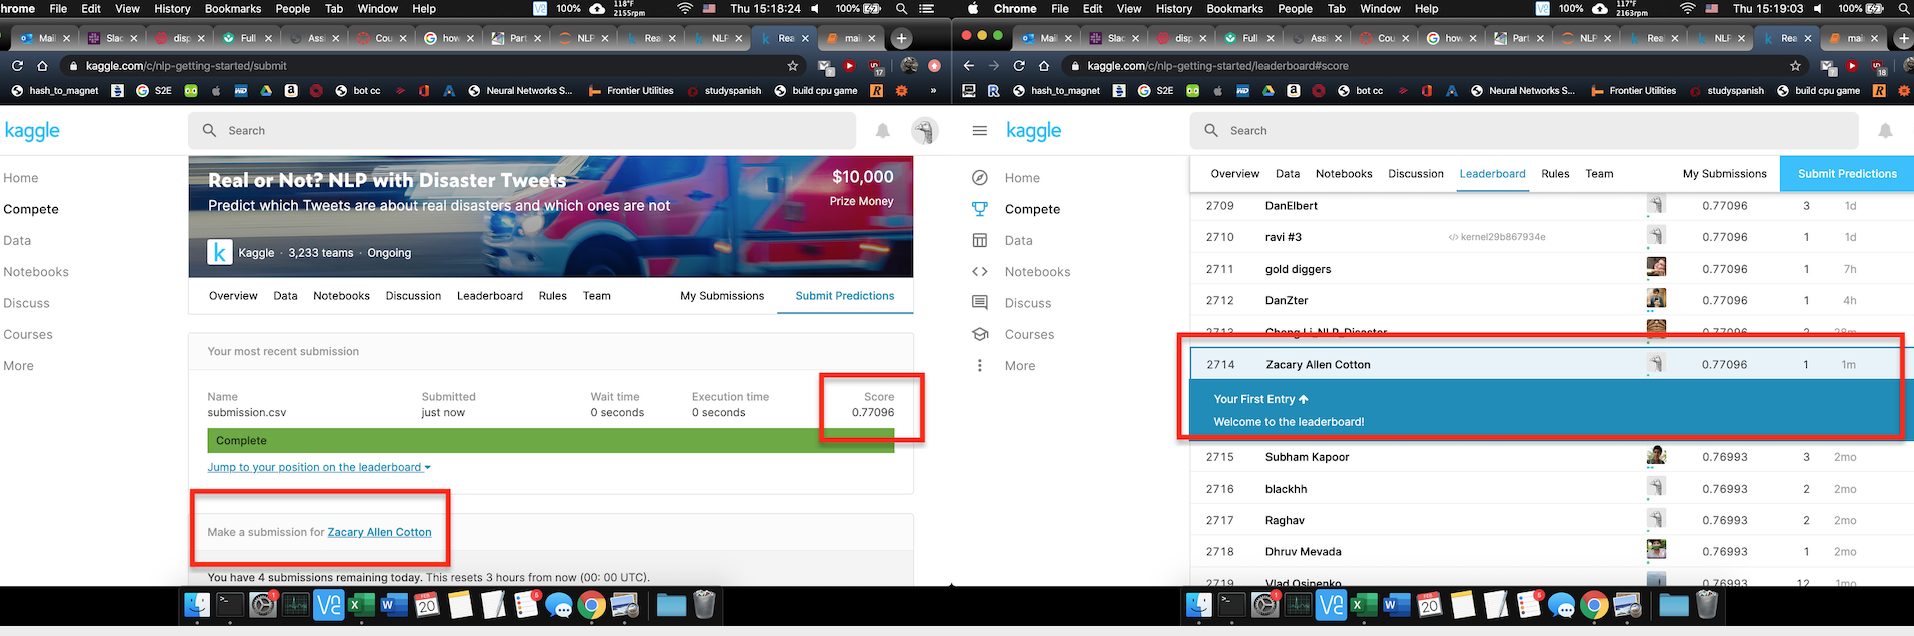 hrome File Edit View History Bookmarks People Tab Window Help 100% 118°F 2155rpm Thu 15:18:24 100%
Mail Slac disp Full Assi Cou how Part NLP Rea NLP Rea mai
kaggle.com/c/nlp-getting-started/submit 17
hash_to_magnet S2E bot cc Neural Networks S... Frontier Utilities studyspanish build cpu game »
kaggle
Search
Home
Compete
Data
Notebooks
Discuss
Courses
More
Real or Not? NLP with Disaster Tweets
Predict which Tweets are about real disasters and which ones are not
$10,000
Prize Money
k Kaggle · 3,233 teams · Ongoing
Overview Data Notebooks Discussion Leaderboard Rules Team My Submissions Submit Predictions
Your most recent submission
Name Submitted Wait time Execution time Score
submission.csv just now 0 seconds 0 seconds 0.77096
Complete
Jump to your position on the leaderboard
Make a submission for Zacary Allen Cotton
You have 4 submissions remaining today. This resets 3 hours from now (00: 00 UTC).
20
Chrome File Edit View History Bookmarks People Tab Window Help 100% 117°F 2163rpm Thu 15:19:03 100%
Mail Slac disp Full Assi Cou how Part NLP Rea NLP Rea mai
kaggle.com/c/nlp-getting-started/leaderboard#score 18
hash_to_magnet S2E bot cc Neural Networks S... Frontier Utilities studyspanish build cpu game
kaggle
Search
Home
Compete
Data
Notebooks
Discuss
Courses
More
Overview Data Notebooks Discussion Leaderboard Rules Team My Submissions Submit Predictions
2709 DanElbert 0.77096 3 1d
2710 ravi #3 </> kernel29b867934e 0.77096 1 1d
2711 gold diggers 0.77096 1 7h
2712 DanZter 0.77096 1 4h
2713 Chong Li_NLP_Disaster 0.77096 2 28m
2714 Zacary Allen Cotton 0.77096 1 1m
Your First Entry
Welcome to the leaderboard!
2715 Subham Kapoor 0.76993 3 2mo
2716 blackhh 0.76993 2 2mo
2717 Raghav 0.76993 2 2mo
2718 Dhruv Mevada 0.76993 1 2mo
2719 Vlad Osipenko 0.76993 12 1mo
20